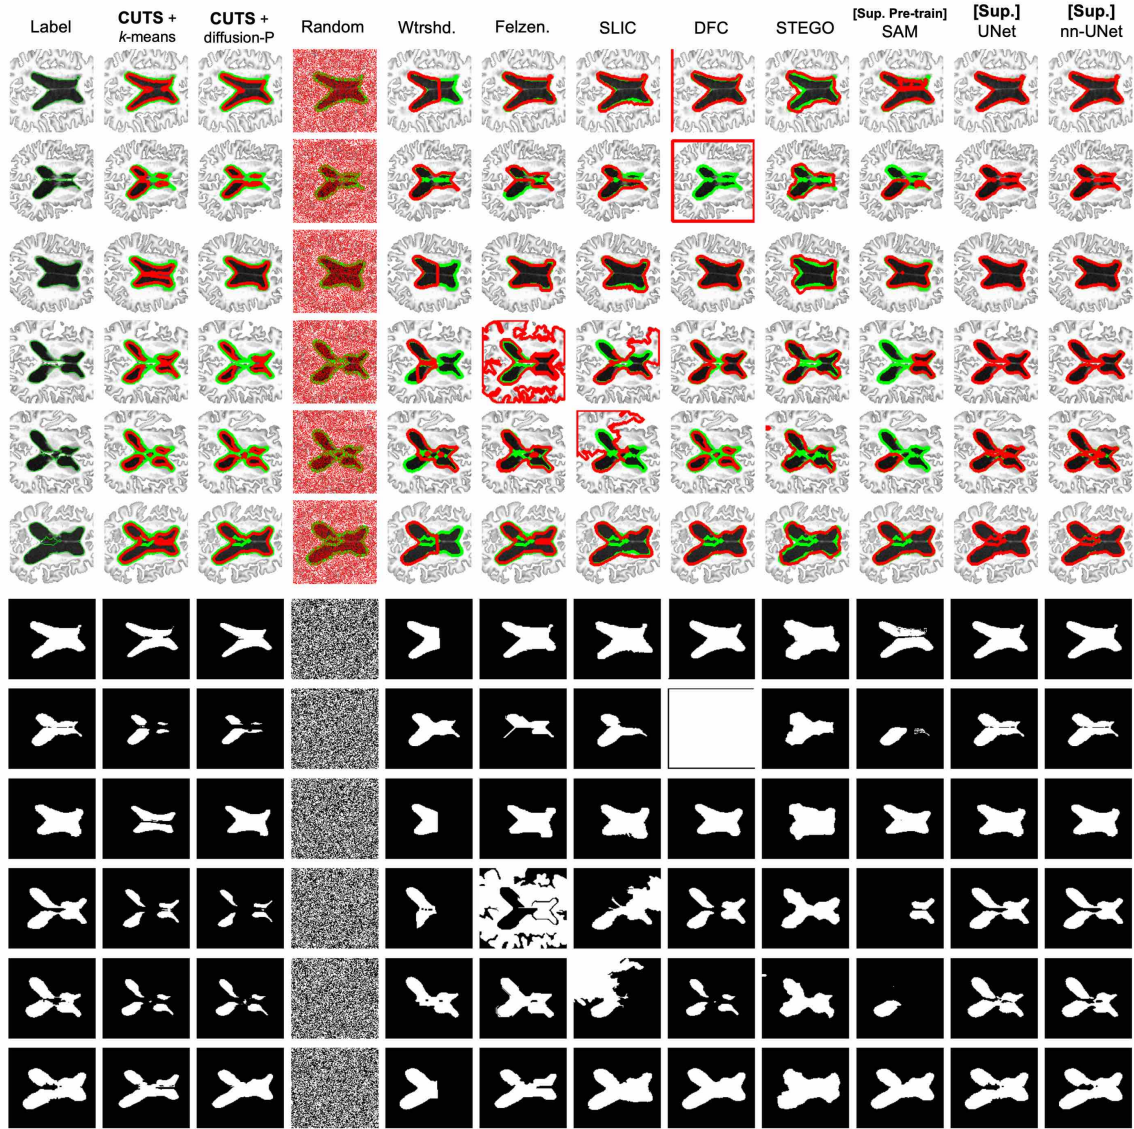 Label
CUTS +
k-means
CUTS +
diffusion-P
Random
Wtrshd.
Felzen.
SLIC
DFC
STEGO
[Sup. Pre-train]
SAM
[Sup.]
UNet
[Sup.]
nn-UNet